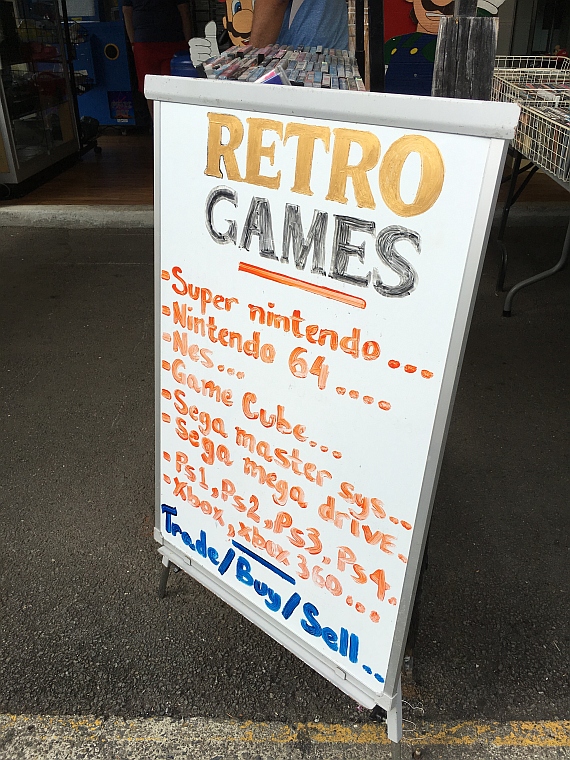 RETRO
GAMES
-Super nintendo...
-Nintendo 64....
-Nes...
-Game Cube...
-Sega master sys...
-Sega mega drive.
-Ps1, Ps2, Ps3, Ps4.
-Xbox, xbox 360...
Trade/Buy/Sell..